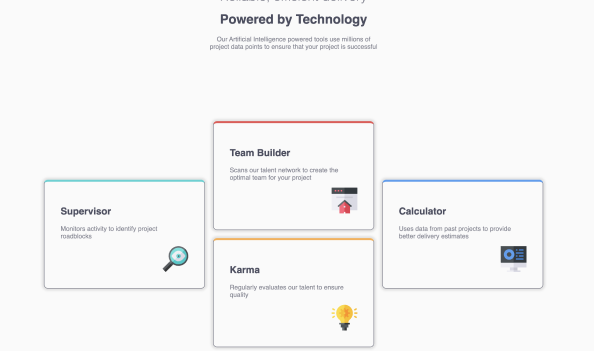 Reliable, efficient delivery
Powered by Technology
Our Artificial Intelligence powered tools use millions of
project data points to ensure that your project is successful
Supervisor
Monitors activity to identify project
roadblocks
Team Builder
Scans our talent network to create the
optimal team for your project
Karma
Regularly evaluates our talent to ensure
quality
Calculator
Uses data from past projects to provide
better delivery estimates